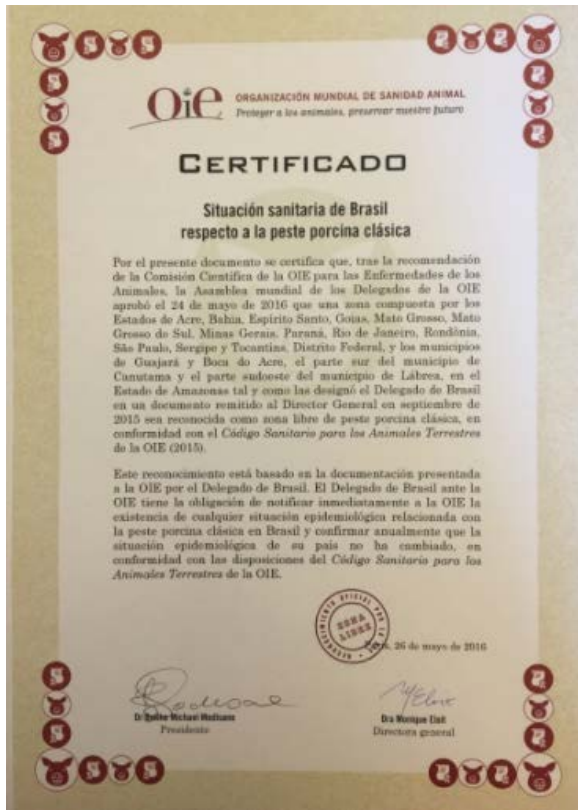 Oie
ORGANIZACIÓN MUNDIAL DE SANIDAD ANIMAL
Proteger a los animales, preservar nuestro futuro
CERTIFICADO
Situación sanitaria de Brasil
respecto a la peste porcina clásica
Por el presente documento se certifica que, tras la recomendación
de la Comisión Científica de la OIE para las Enfermedades de los
Animales, la Asamblea mundial de los Delegados de la OIE
aprobó el 24 de mayo de 2016 que una zona compuesta por los
Estados de Acre, Bahia, Espírito Santo, Goias, Mato Grosso, Mato
Grosso de Sul, Minas Gerais, Paraná, Rio de Janeiro, Rondônia,
São Paulo, Sergipe y Tocantins, Distrito Federal, y los municipios
de Guajará y Boca do Acre, el parte sur del municipio de
Canutama y el parte sudoeste del municipio de Lábrea, en el
Estado de Amazonas tal y como las designó el Delegado de Brasil
en un documento remitido al Director General en septiembre de
2015 sea reconocida como zona libre de peste porcina clásica, en
conformidad con el Código Sanitario para los Animales Terrestres
de la OIE (2015).
Este reconocimiento está basado en la documentación presentada
a la OIE por el Delegado de Brasil. El Delegado de Brasil ante la
OIE tiene la obligación de notificar inmediatamente a la OIE la
existencia de cualquier situación epidemiológica relacionada con
la peste porcina clásica en Brasil y confirmar anualmente que la
situación epidemiológica de su país no ha cambiado, en
conformidad con las disposiciones del Código Sanitario para los
Animales Terrestres de la OIE.
RECONOCIMIENTO OFICIAL POR LA
ZONA
LIBRE
26 de mayo de 2016
Michael Modisane
Presidente
Dra Monique Eloit
Directora general